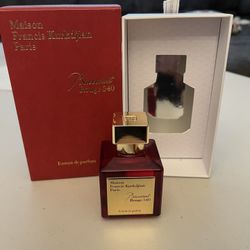 Maison
Francis Kurkdjian
Paris
Baccarat
Rouge 540
Extrait de parfum
Maison
Francis Kurkdjian
Paris
Baccarat
Rouge 540